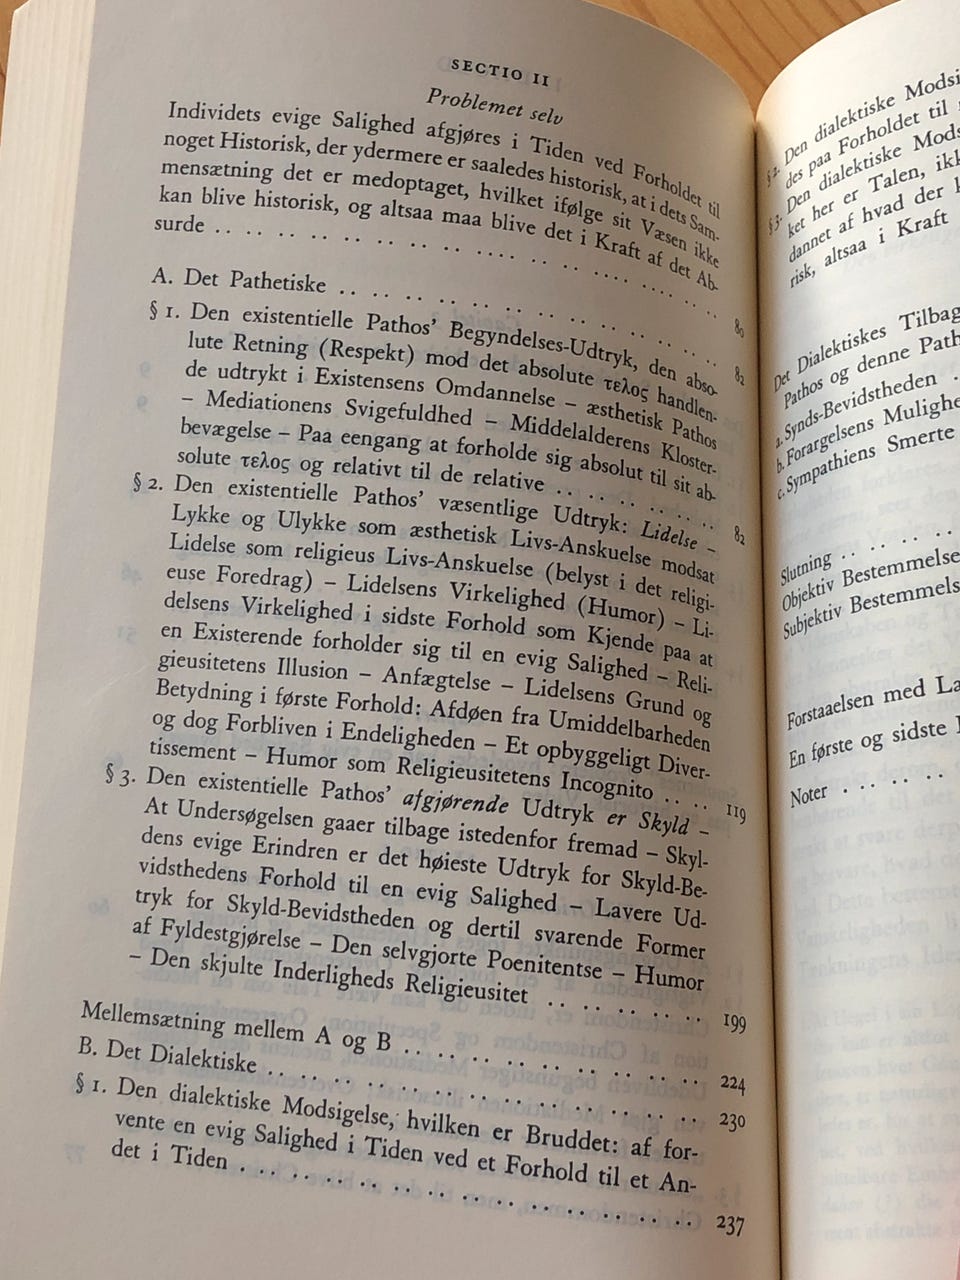 SECTIO II
Problemet selv
Individets evige Salighed afgjøres i Tiden ved Forholdet til
noget Historisk, der ydermere er saaledes historisk, at i dets Sam-
mensætning det er medoptaget, hvilket ifølge sit Væsen ikke
kan blive historisk, og altsaa maa blive det i Kraft af det Ab-
surde .. .. .. .. .. .. .. .. .. .. .. .. .. .. .. .. 80
A. Det Pathetiske .. .. .. .. .. .. .. .. .. .. .. .. 82
§ 1. Den existentielle Pathos' Begyndelses-Udtryk, den abso-
lute Retning (Respekt) mod det absolute τελος handlen-
de udtrykt i Existensens Omdannelse – æsthetisk Pathos
– Mediationens Svigefuldhed – Middelalderens Kloster-
bevægelse – Paa eengang at forholde sig absolut til sit ab-
solute τελος og relativt til de relative .. .. .. .. .. .. 82
§ 2. Den existentielle Pathos' væsentlige Udtryk: Lidelse –
Lykke og Ulykke som æsthetisk Livs-Anskuelse modsat
Lidelse som religieus Livs-Anskuelse (belyst i det religi-
euse Foredrag) – Lidelsens Virkelighed (Humor) – Li-
delsens Virkelighed i sidste Forhold som Kjende paa at
en Existerende forholder sig til en evig Salighed – Reli-
gieusitetens Illusion – Anfægtelse – Lidelsens Grund og
Betydning i første Forhold: Afdøen fra Umiddelbarheden
og dog Forbliven i Endeligheden – Et opbyggeligt Diver-
tissement – Humor som Religieusitetens Incognito .. .. 119
§ 3. Den existentielle Pathos' afgjørende Udtryk er Skyld –
At Undersøgelsen gaaer tilbage istedenfor fremad – Skyl-
dens evige Erindren er det høieste Udtryk for Skyld-Be-
vidsthedens Forhold til en evig Salighed – Lavere Ud-
tryk for Skyld-Bevidstheden og dertil svarende Former
af Fyldestgjørelse – Den selvgjorte Poenitentse – Humor
– Den skjulte Inderligheds Religieusitet .. .. .. .. .. 199
Mellemsætning mellem A og B .. .. .. .. .. .. .. .. .. 224
B. Det Dialektiske .. .. .. .. .. .. .. .. .. .. .. .. .. 230
§ 1. Den dialektiske Modsigelse, hvilken er Bruddet: af for-
vente en evig Salighed i Tiden ved et Forhold til et An-
det i Tiden .. .. .. .. .. .. .. .. .. .. .. .. .. .. 237
§ 2. Den dialektiske Modsi
des paa Forholdet til
§ 3. Den dialektiske Mods
ket her er Talen, ikk
dannet af hvad der k
risk, altsaa i Kraft
Det Dialektiskes Tilbag
Pathos og denne Path
a. Synds-Bevidstheden .
b. Forargelsens Mulighe
c. Sympathiens Smerte
Slutning .. .. .. ..
Objektiv Bestemmelse
Subjektiv Bestemmels
Forstaaelsen med La
En første og sidste
Noter .. .. ..